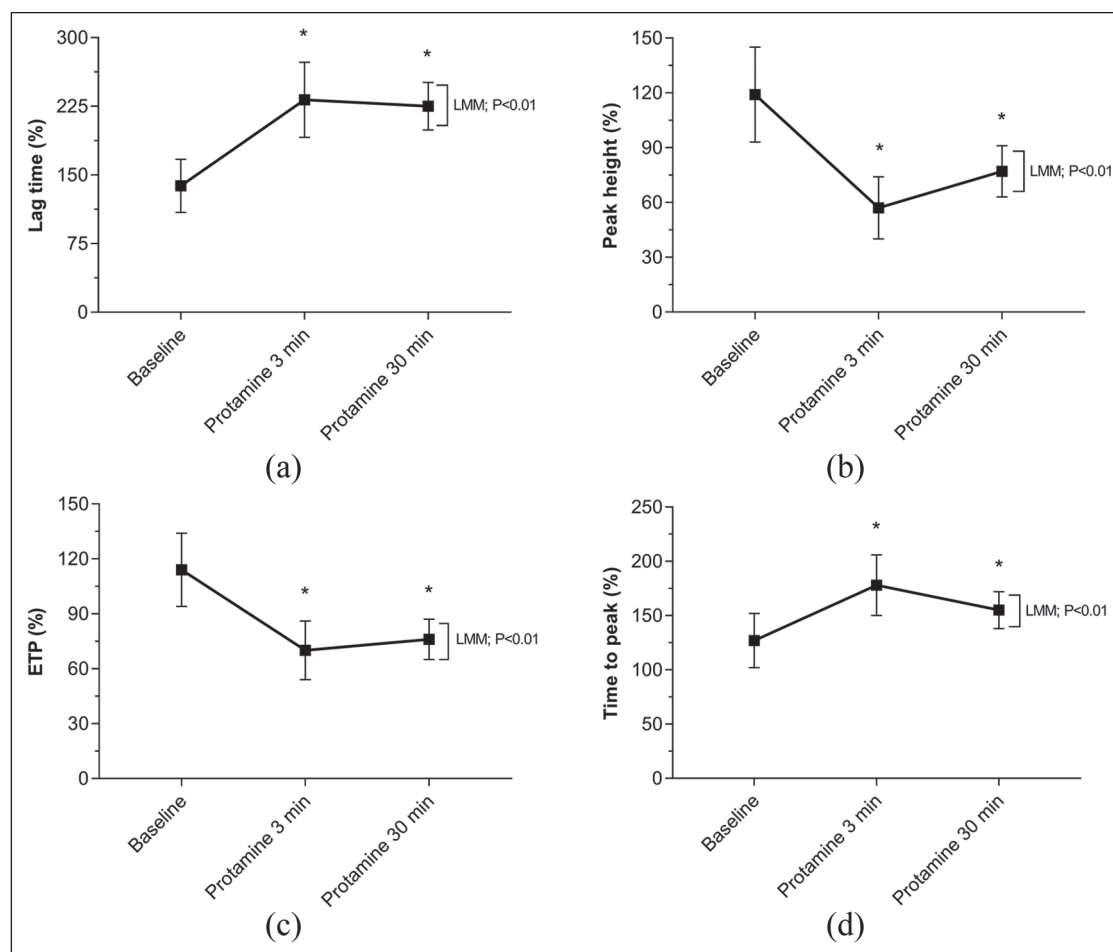 Lag time (%)
300
225
150
75
0
*
*
LMM; P<0.01
Baseline
Protamine 3 min
Protamine 30 min
(a)
Peak height (%)
150
120
90
60
30
0
*
*
LMM; P<0.01
Baseline
Protamine 3 min
Protamine 30 min
(b)
ETP (%)
150
120
90
60
30
0
*
*
LMM; P<0.01
Baseline
Protamine 3 min
Protamine 30 min
(c)
Time to peak (%)
250
200
150
100
50
0
*
*
LMM; P<0.01
Baseline
Protamine 3 min
Protamine 30 min
(d)